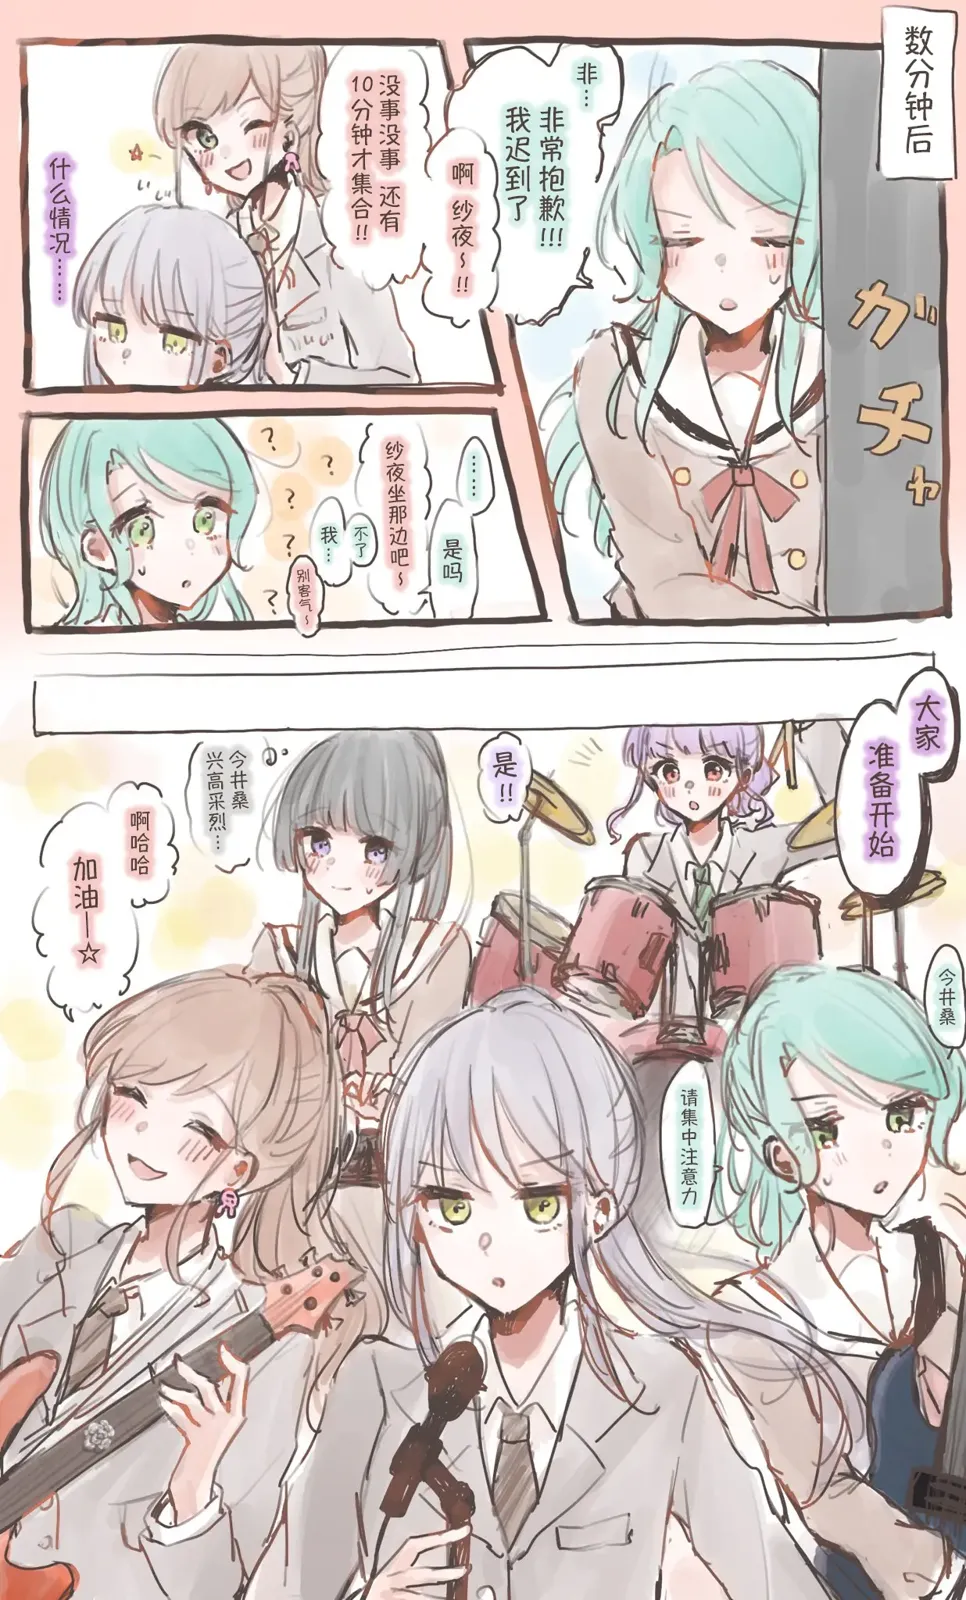 数分钟后
ガチャ
非…
非常抱歉!!!
我迟到了
啊 纱夜～!!
没事没事 还有
10分钟才集合!!
什么情况……
……
是吗
纱夜坐那边吧～
不了
我…
别客气～
?
?
?
?
?
大家
准备开始
是!!
今井桑
兴高采烈…
啊哈哈
加油—☆
今井桑
请集中注意力